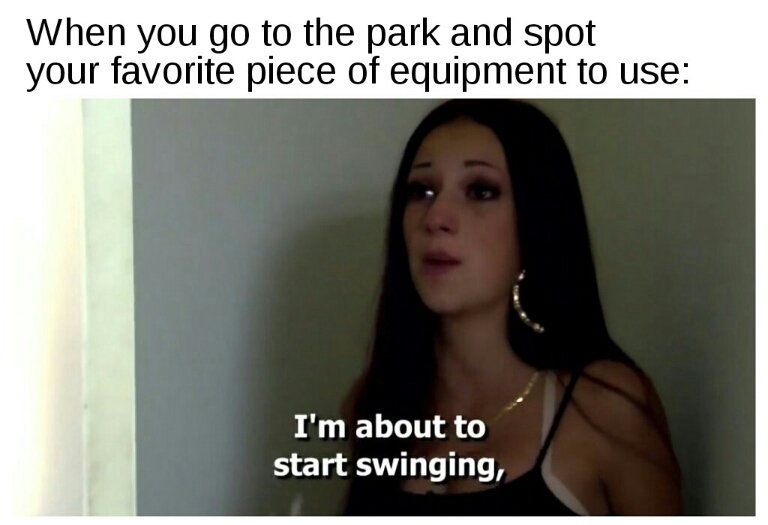 When you go to the park and spot
your favorite piece of equipment to use:
I'm about to
start swinging,